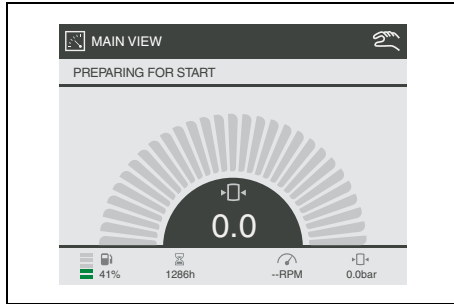 MAIN VIEW
PREPARING FOR START
0.0
41% 1286h --RPM 0.0bar